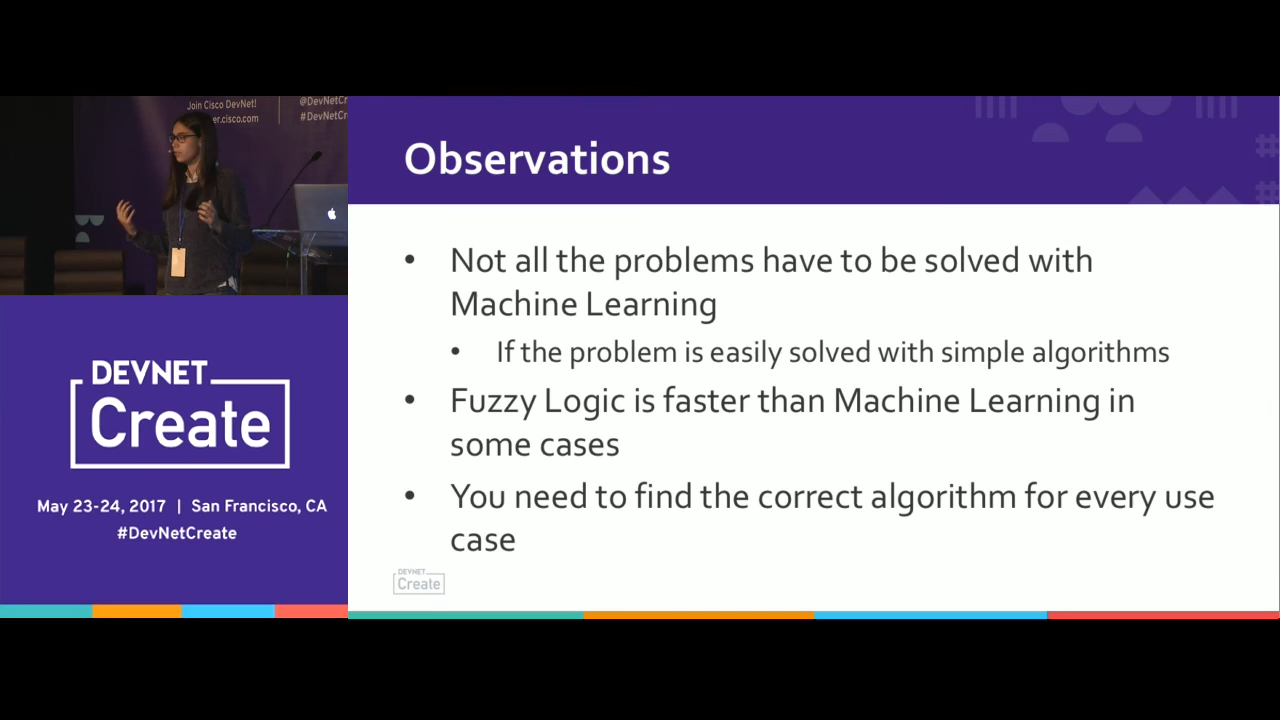 Join Cisco DevNet!
er.cisco.com
@DevNetCr
#DevNetCr
DEVNET
Create
May 23-24, 2017 | San Francisco, CA
#DevNetCreate
Observations
• Not all the problems have to be solved with
Machine Learning
• If the problem is easily solved with simple algorithms
• Fuzzy Logic is faster than Machine Learning in
some cases
• You need to find the correct algorithm for every use
case
DEVNET
Create